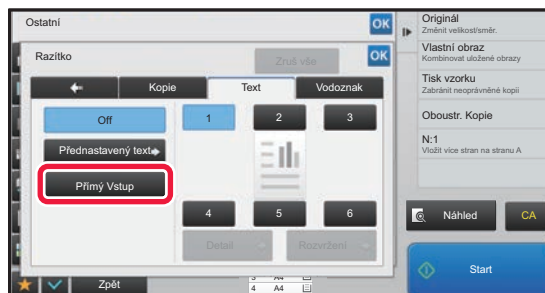 Ostatní
OK
Razítko
Zruš vše
OK
Kopie
Text
Vodoznak
Off
1
2
3
Přednastavený text
Přímý Vstup
4
5
6
Detail
Rozvržení
Zpět
3 A4
4 A4
Originál
Změnit velikost/směr.
Vlastní obraz
Kombinovat uložené obrazy
Tisk vzorku
Zabránit neoprávněné kopii
Oboustr. Kopie
N:1
Vložit více stran na stranu A
Náhled
CA
Start